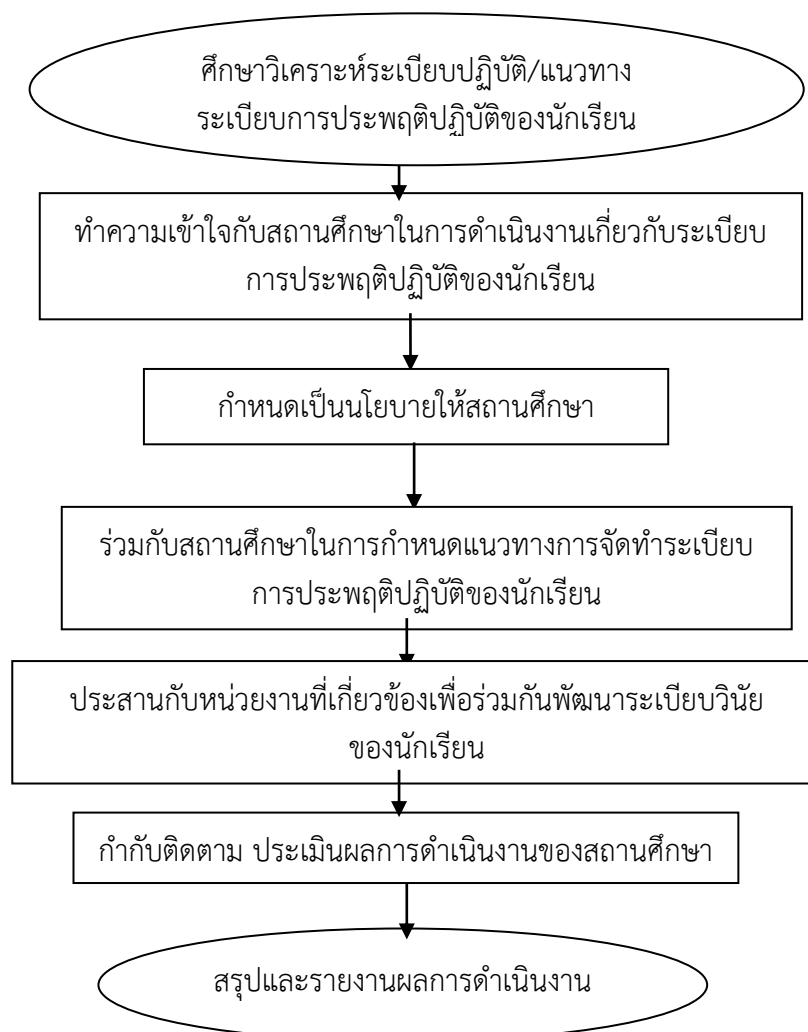 ศึกษาวิเคราะห์ระเบียบปฏิบัติ/แนวทาง
ระเบียบการประพฤติปฏิบัติของนักเรียน
ทำความเข้าใจกับสถานศึกษาในการดำเนินงานเกี่ยวกับระเบียบ
การประพฤติปฏิบัติของนักเรียน
กำหนดเป็นนโยบายให้สถานศึกษา
ร่วมกับสถานศึกษาในการกำหนดแนวทางการจัดทำระเบียบ
การประพฤติปฏิบัติของนักเรียน
ประสานกับหน่วยงานที่เกี่ยวข้องเพื่อร่วมกันพัฒนาระเบียบวินัย
ของนักเรียน
กำกับติดตาม ประเมินผลการดำเนินงานของสถานศึกษา
สรุปและรายงานผลการดำเนินงาน